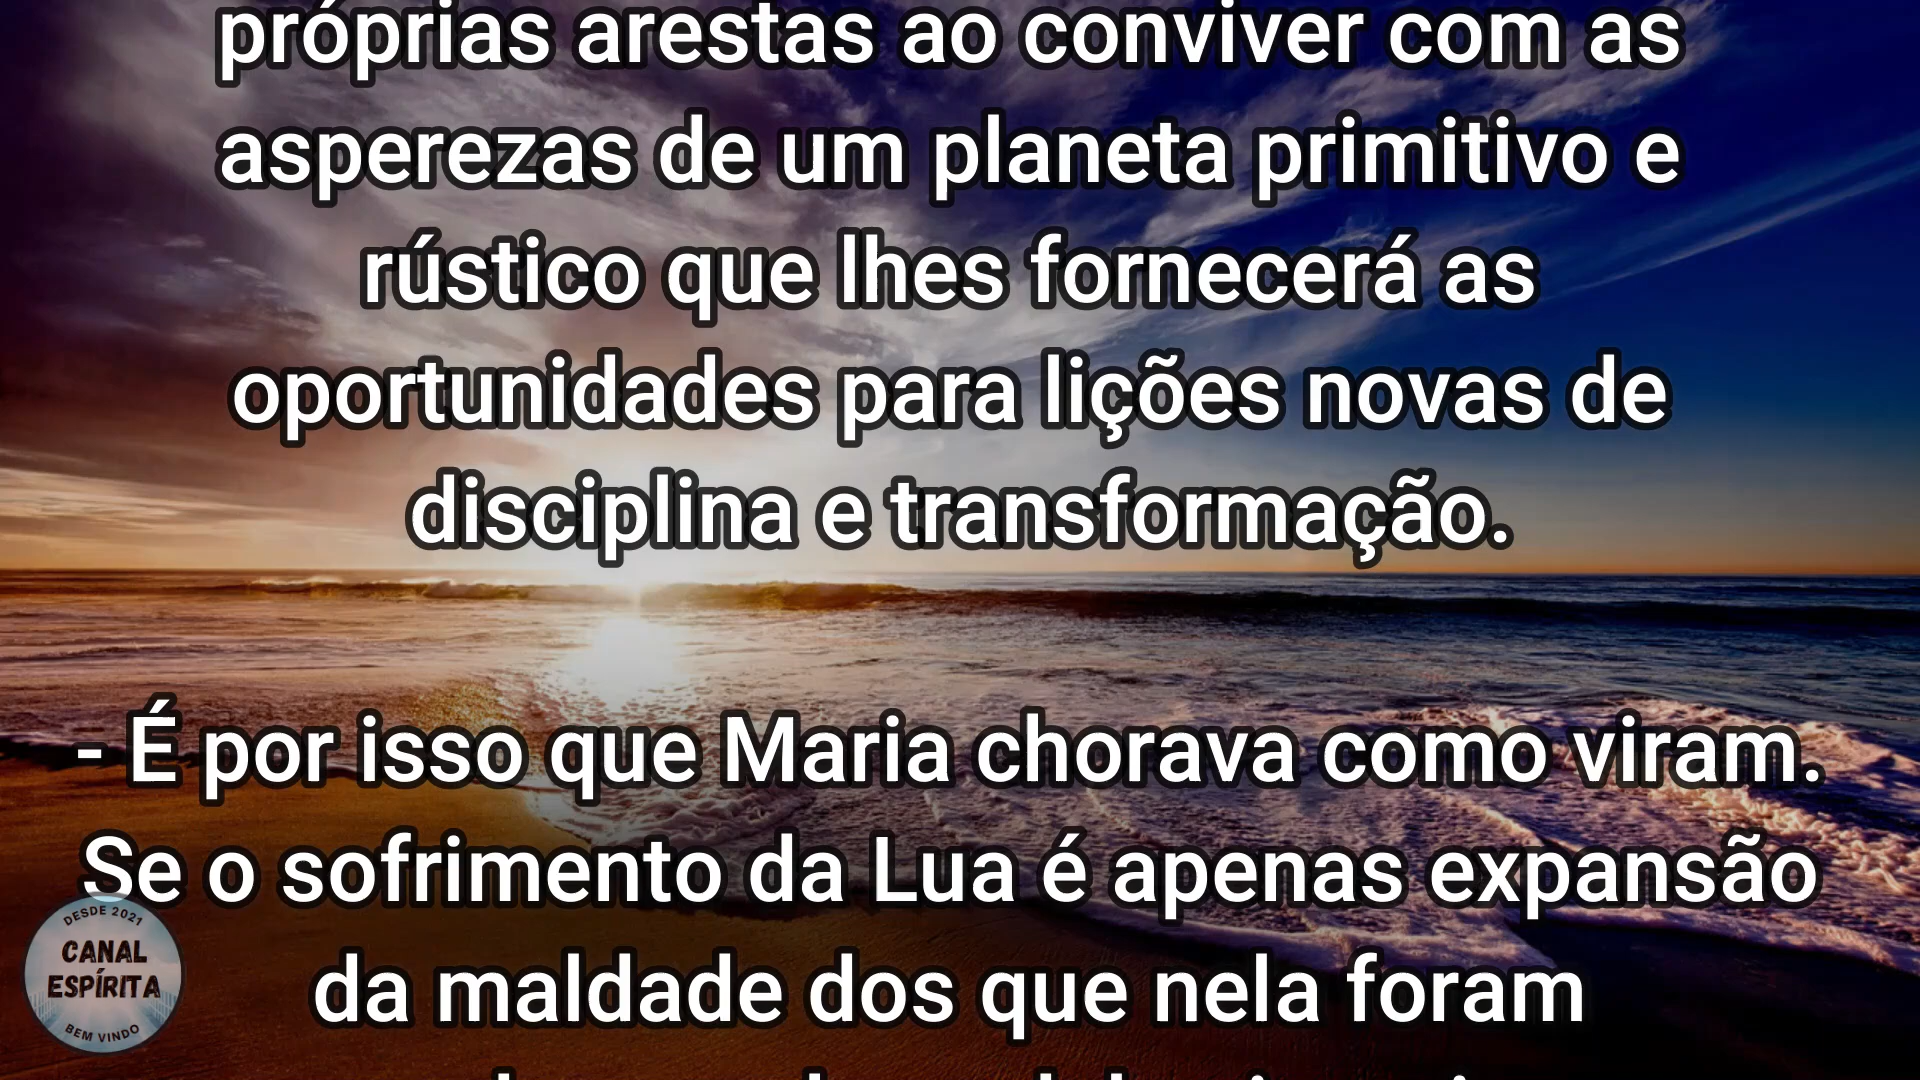 próprias arestas ao conviver com as
asperezas de um planeta primitivo e
rústico que lhes fornecerá as
oportunidades para lições novas de
disciplina e transformação.
- É por isso que Maria chorava como viram.
Se o sofrimento da Lua é apenas expansão
da maldade dos que nela foram
DESDE 2021
CANAL
ESPÍRITA
BEM VINDO